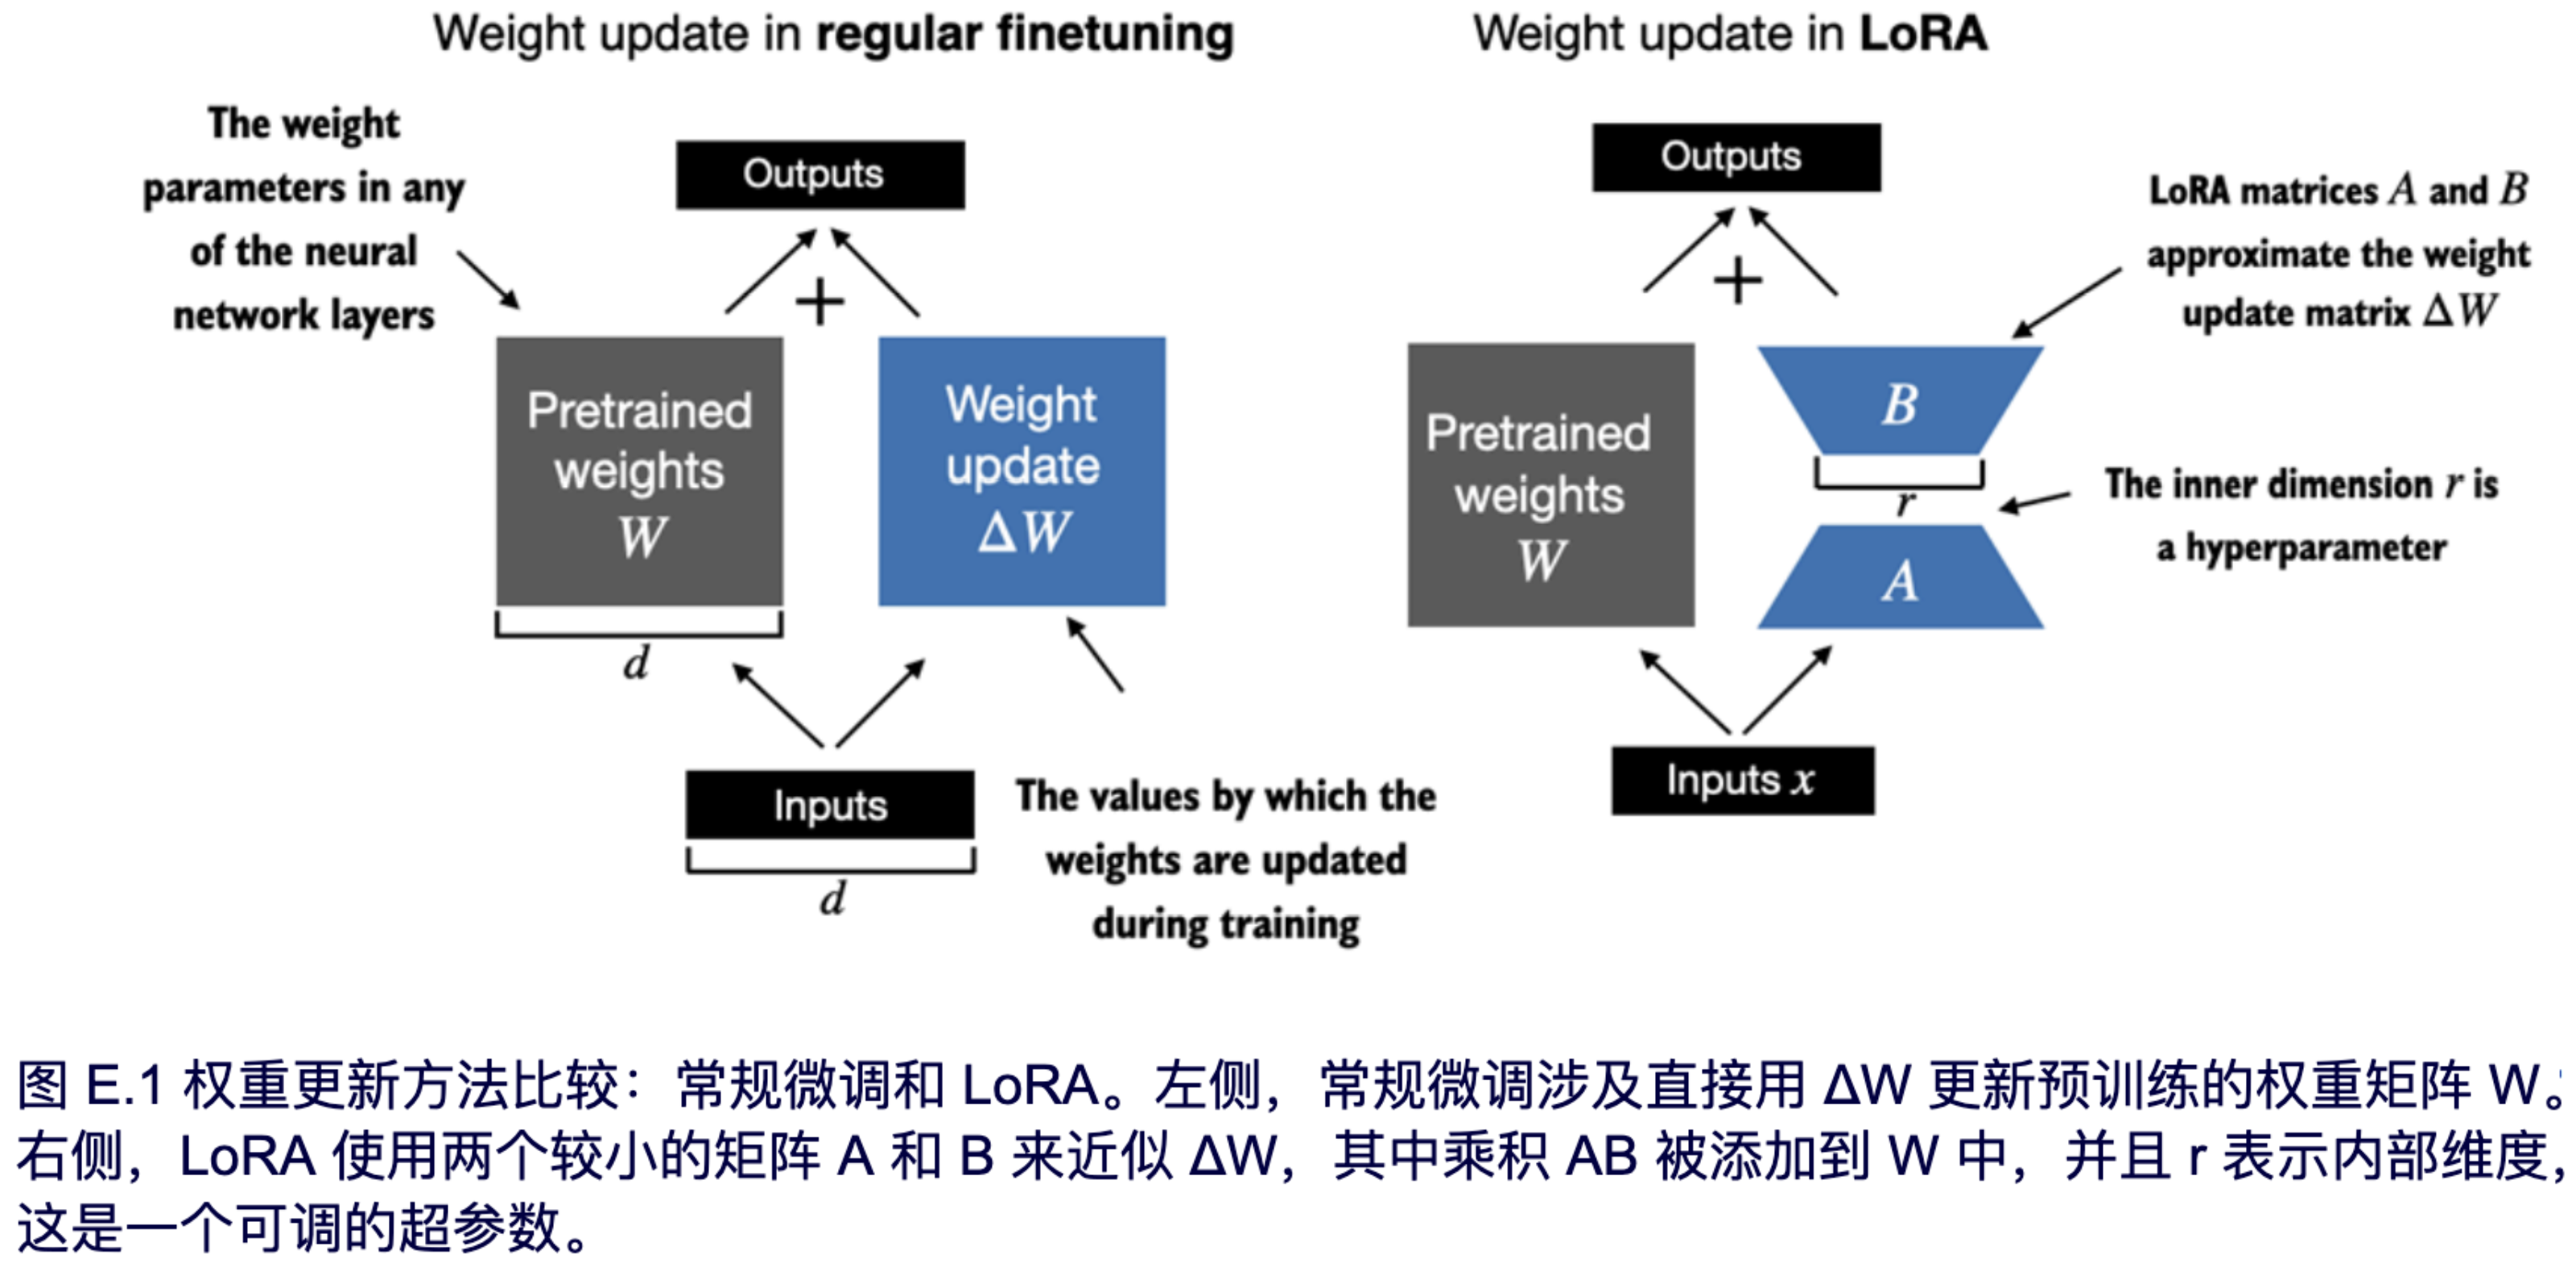 Weight update in regular finetuning
The weight
parameters in any
of the neural
network layers
Outputs
+
Pretrained
weights
W
Weight
update
ΔW
d
Inputs
d
The values by which the
weights are updated
during training
Weight update in LoRA
Outputs
+
LoRA matrices A and B
approximate the weight
update matrix ΔW
Pretrained
weights
W
B
r
The inner dimension r is
a hyperparameter
A
Inputs x
图 E.1 权重更新方法比较：常规微调和 LoRA。左侧，常规微调涉及直接用 ΔW 更新预训练的权重矩阵 W。
右侧，LoRA 使用两个较小的矩阵 A 和 B 来近似 ΔW，其中乘积 AB 被添加到 W 中，并且 r 表示内部维度，
这是一个可调的超参数。